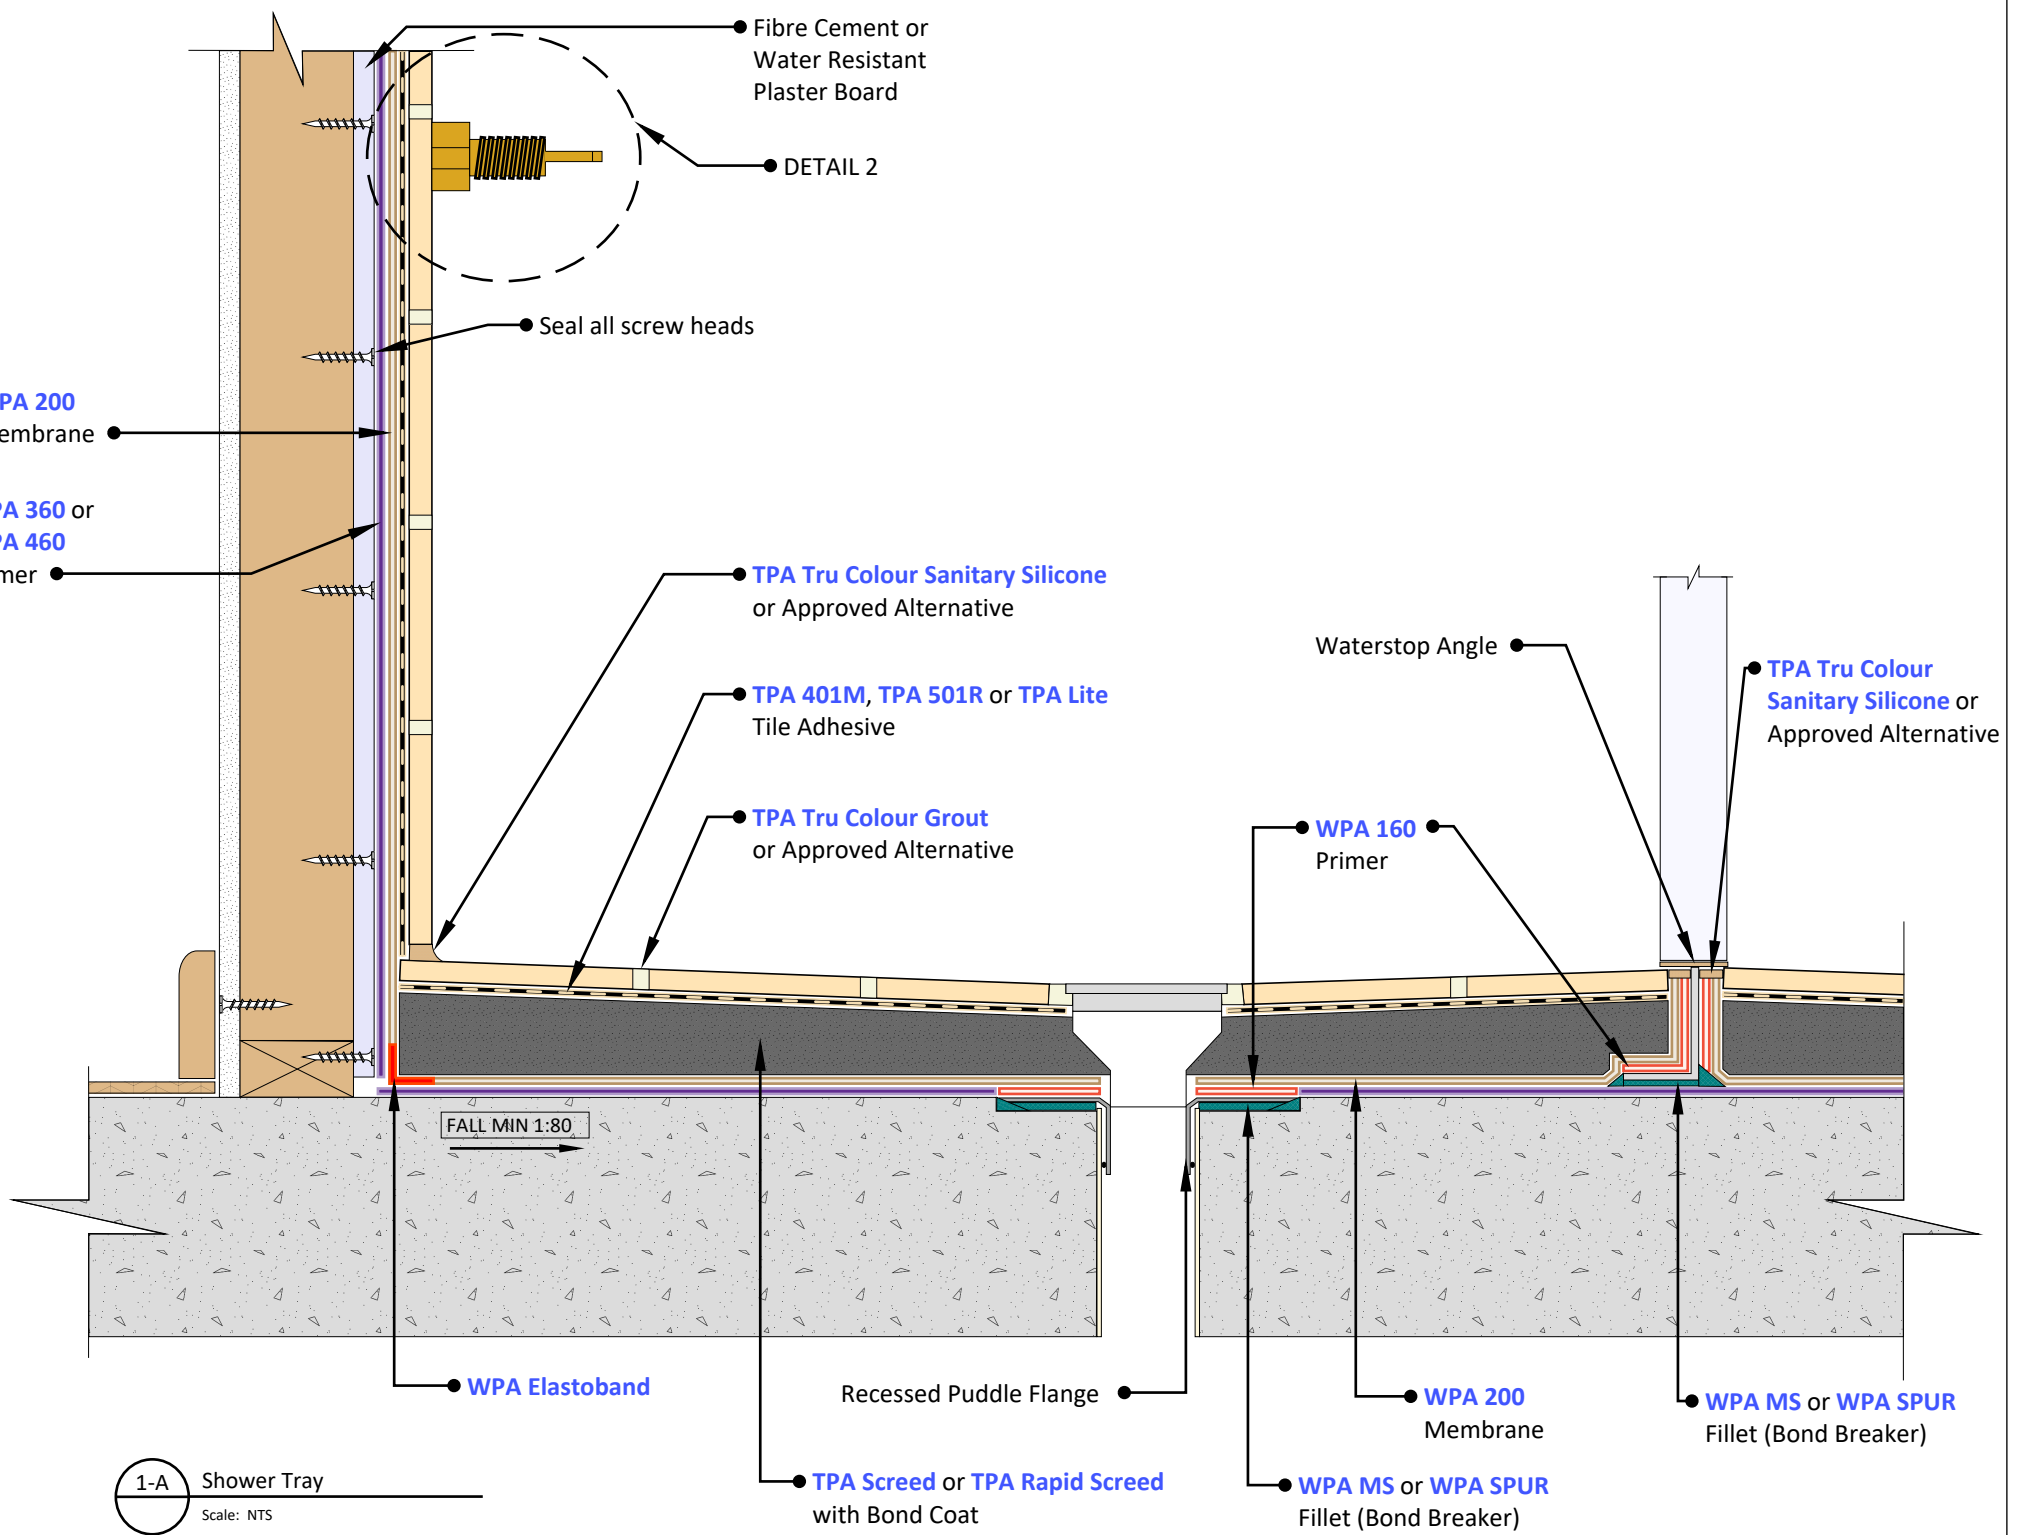 Fibre Cement or
Water Resistant
Plaster Board
DETAIL 2
Seal all screw heads
PA 200
embrane
PA 360 or
PA 460
mer
TPA Tru Colour Sanitary Silicone
or Approved Alternative
TPA 401M, TPA 501R or TPA Lite
Tile Adhesive
TPA Tru Colour Grout
or Approved Alternative
Waterstop Angle
TPA Tru Colour
Sanitary Silicone or
Approved Alternative
WPA 160
Primer
FALL MIN 1:80
WPA Elastoband
Recessed Puddle Flange
WPA 200
Membrane
WPA MS or WPA SPUR
Fillet (Bond Breaker)
TPA Screed or TPA Rapid Screed
with Bond Coat
WPA MS or WPA SPUR
Fillet (Bond Breaker)
1-A
Shower Tray
Scale: NTS